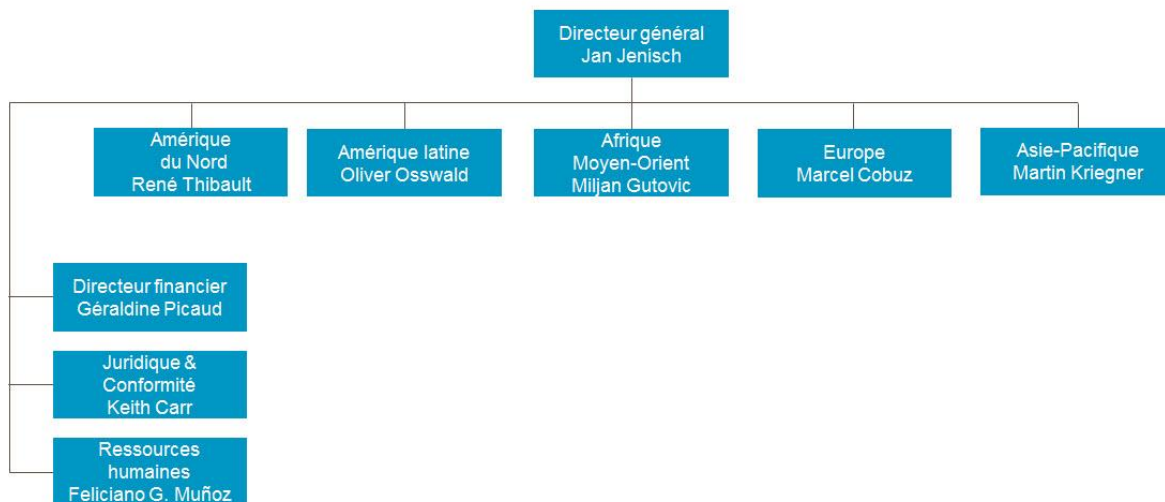 Directeur général
Jan Jenisch
Amérique
du Nord
René Thibault
Amérique latine
Oliver Osswald
Afrique
Moyen-Orient
Miljan Gutovic
Europe
Marcel Cobuz
Asie-Pacifique
Martin Kriegner
Directeur financier
Géraldine Picaud
Juridique &
Conformité
Keith Carr
Ressources
humaines
Feliciano G. Muñoz